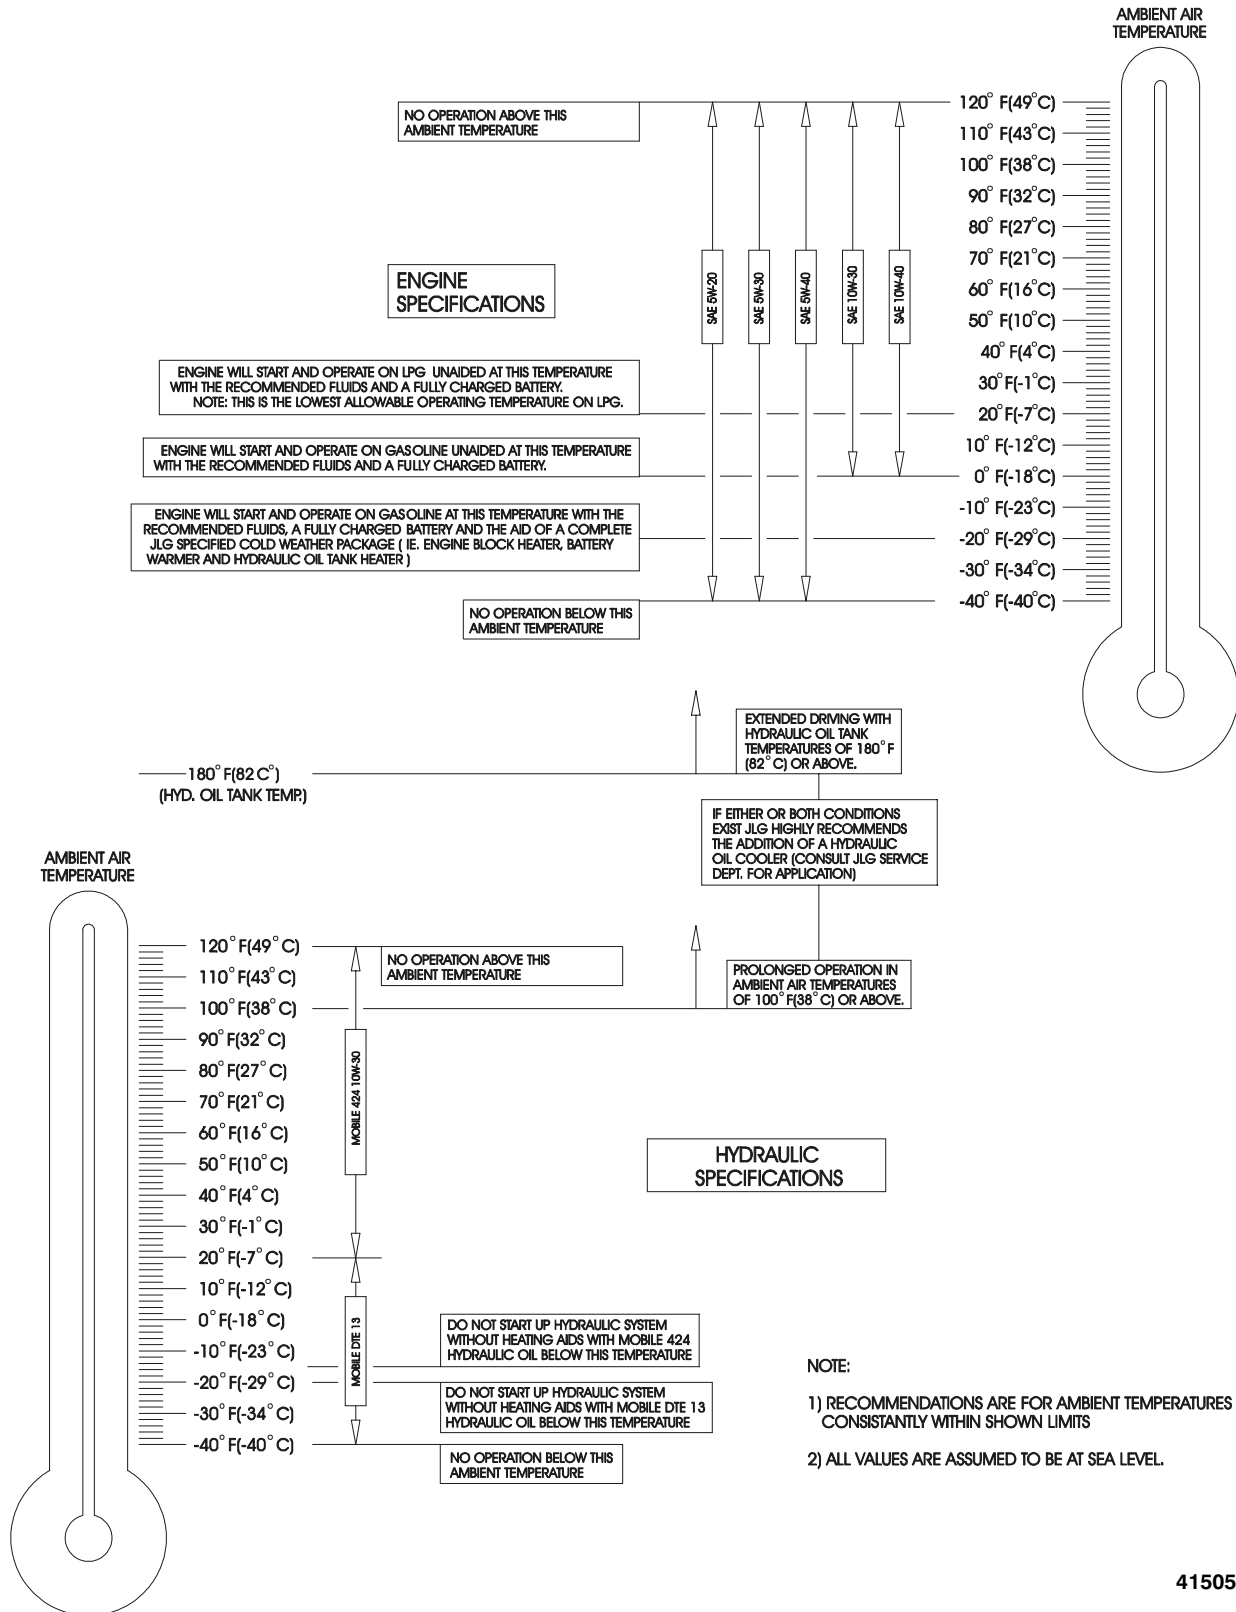 AMBIENT AIR
TEMPERATURE
NO OPERATION ABOVE THIS
AMBIENT TEMPERATURE
120° F(49°C)
110° F(43°C)
100° F(38°C)
90° F(32°C)
80° F(27°C)
70° F(21°C)
60° F(16°C)
50° F(10°C)
40° F(4°C)
30°F(-1°C)
20°F(-7°C)
10° F(-12°C)
0° F(-18°C)
-10° F(-23°C)
-20° F(-29°C)
-30° F(-34°C)
-40° F(-40°C)
SAE 5W-20
SAE 5W-30
SAE 5W-40
SAE 10W-30
SAE 10W-40
ENGINE
SPECIFICATIONS
ENGINE WILL START AND OPERATE ON LPG UNAIDED AT THIS TEMPERATURE
WITH THE RECOMMENDED FLUIDS AND A FULLY CHARGED BATTERY.
NOTE: THIS IS THE LOWEST ALLOWABLE OPERATING TEMPERATURE ON LPG.
ENGINE WILL START AND OPERATE ON GASOLINE UNAIDED AT THIS TEMPERATURE
WITH THE RECOMMENDED FLUIDS AND A FULLY CHARGED BATTERY.
ENGINE WILL START AND OPERATE ON GASOLINE AT THIS TEMPERATURE WITH THE
RECOMMENDED FLUIDS, A FULLY CHARGED BATTERY AND THE AID OF A COMPLETE
JLG SPECIFIED COLD WEATHER PACKAGE ( IE. ENGINE BLOCK HEATER, BATTERY
WARMER AND HYDRAULIC OIL TANK HEATER )
NO OPERATION BELOW THIS
AMBIENT TEMPERATURE
EXTENDED DRIVING WITH
HYDRAULIC OIL TANK
TEMPERATURES OF 180°F
(82°C) OR ABOVE.
180°F(82 C°)
(HYD. OIL TANK TEMP.)
IF EITHER OR BOTH CONDITIONS
EXIST JLG HIGHLY RECOMMENDS
THE ADDITION OF A HYDRAULIC
OIL COOLER (CONSULT JLG SERVICE
DEPT. FOR APPLICATION)
AMBIENT AIR
TEMPERATURE
120°F(49°C)
110°F(43°C)
100°F(38°C)
90°F(32°C)
80°F(27°C)
70°F(21°C)
60°F(16°C)
50°F(10°C)
40°F(4°C)
30°F(-1°C)
20°F(-7°C)
10°F(-12°C)
0°F(-18°C)
-10°F(-23°C)
-20°F(-29°C)
-30°F(-34°C)
-40°F(-40°C)
NO OPERATION ABOVE THIS
AMBIENT TEMPERATURE
PROLONGED OPERATION IN
AMBIENT AIR TEMPERATURES
OF 100°F(38°C) OR ABOVE.
MOBILE 424 10W-30
HYDRAULIC
SPECIFICATIONS
MOBILE DTE 13
DO NOT START UP HYDRAULIC SYSTEM
WITHOUT HEATING AIDS WITH MOBILE 424
HYDRAULIC OIL BELOW THIS TEMPERATURE
DO NOT START UP HYDRAULIC SYSTEM
WITHOUT HEATING AIDS WITH MOBILE DTE 13
HYDRAULIC OIL BELOW THIS TEMPERATURE
NO OPERATION BELOW THIS
AMBIENT TEMPERATURE
NOTE:
1) RECOMMENDATIONS ARE FOR AMBIENT TEMPERATURES
CONSISTANTLY WITHIN SHOWN LIMITS
2) ALL VALUES ARE ASSUMED TO BE AT SEA LEVEL.
41505